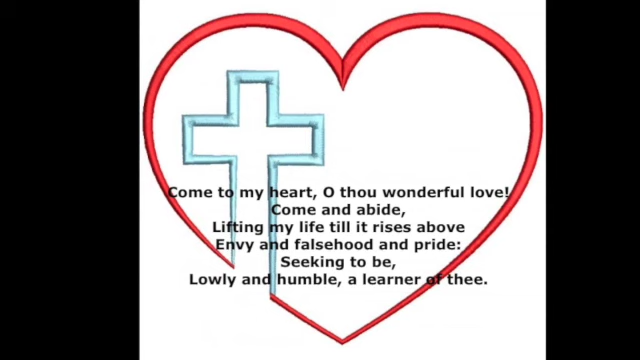 Come to my heart, O thou wonderful love!
Come and abide,
Lifting my life till it rises above
Envy and falsehood and pride:
Seeking to be,
Lowly and humble, a learner of thee.